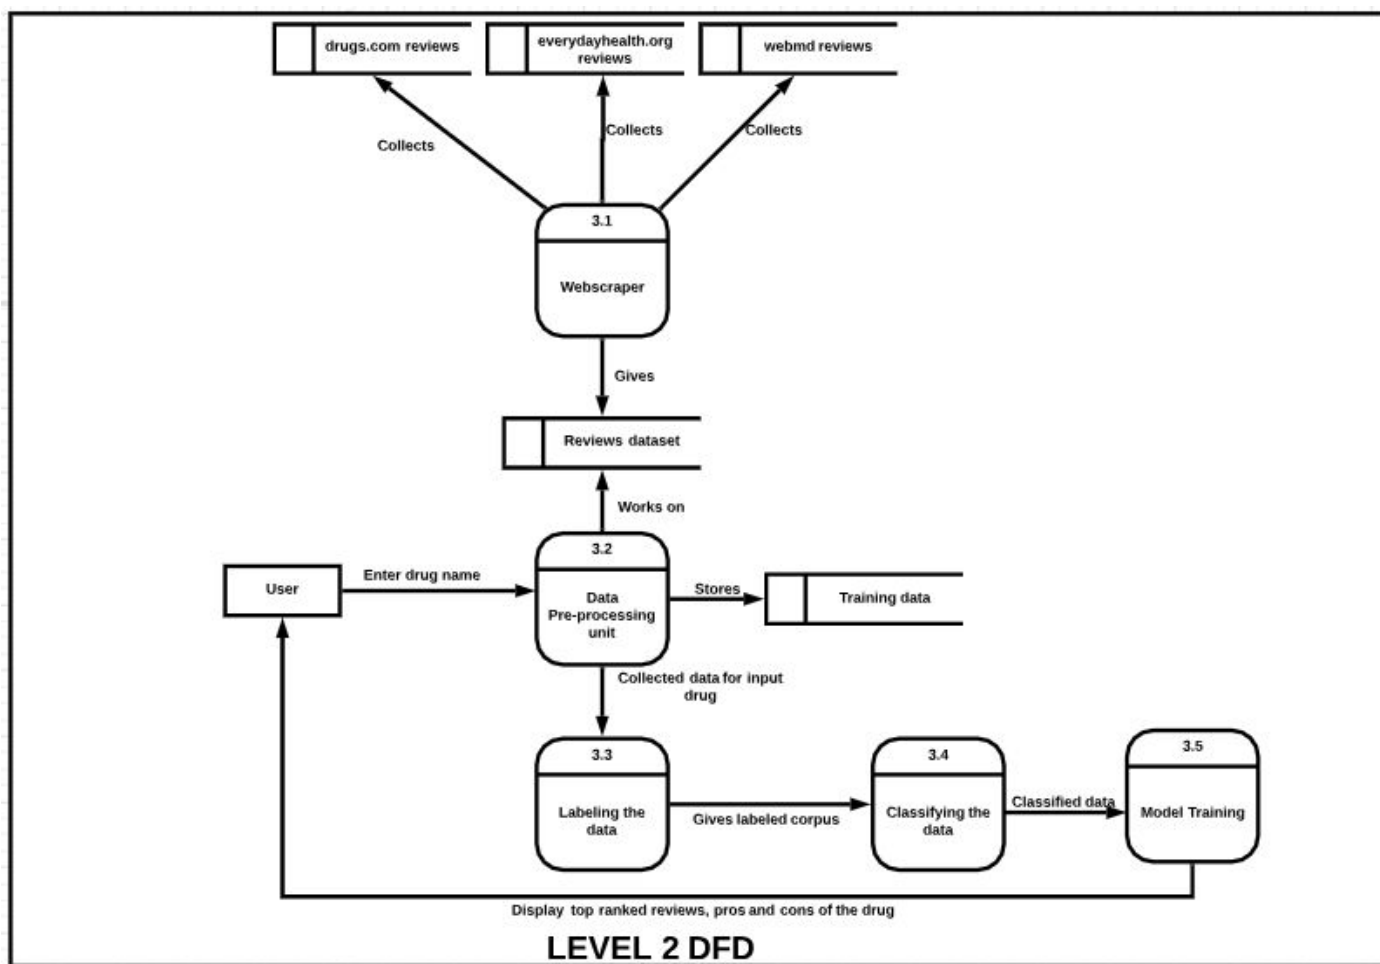 drugs.com reviews
everydayhealth.org
reviews
webmd reviews
Collects
Collects
Collects
3.1
Webscraper
Gives
Reviews dataset
Works on
3.2
Data
Pre-processing
unit
User
Enter drug name
Stores
Training data
Collected data for input
drug
3.3
Labeling the
data
Gives labeled corpus
3.4
Classifying the
data
Classified data
3.5
Model Training
Display top ranked reviews, pros and cons of the drug
LEVEL 2 DFD